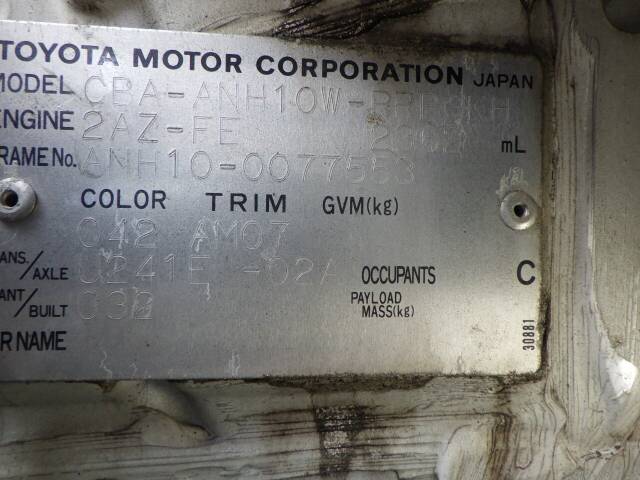 TOYOTA MOTOR CORPORATION JAPAN
MODEL CBA-ANH10W-
ENGINE 2AZ-FE mL
RAME No. ANH10-0077553
COLOR TRIM GVM(kg)
042 AM07
ANS./AXLE U241E -02A OCCUPANTS C
ANT/BUILT PAYLOAD MASS(kg)
R NAME
30881